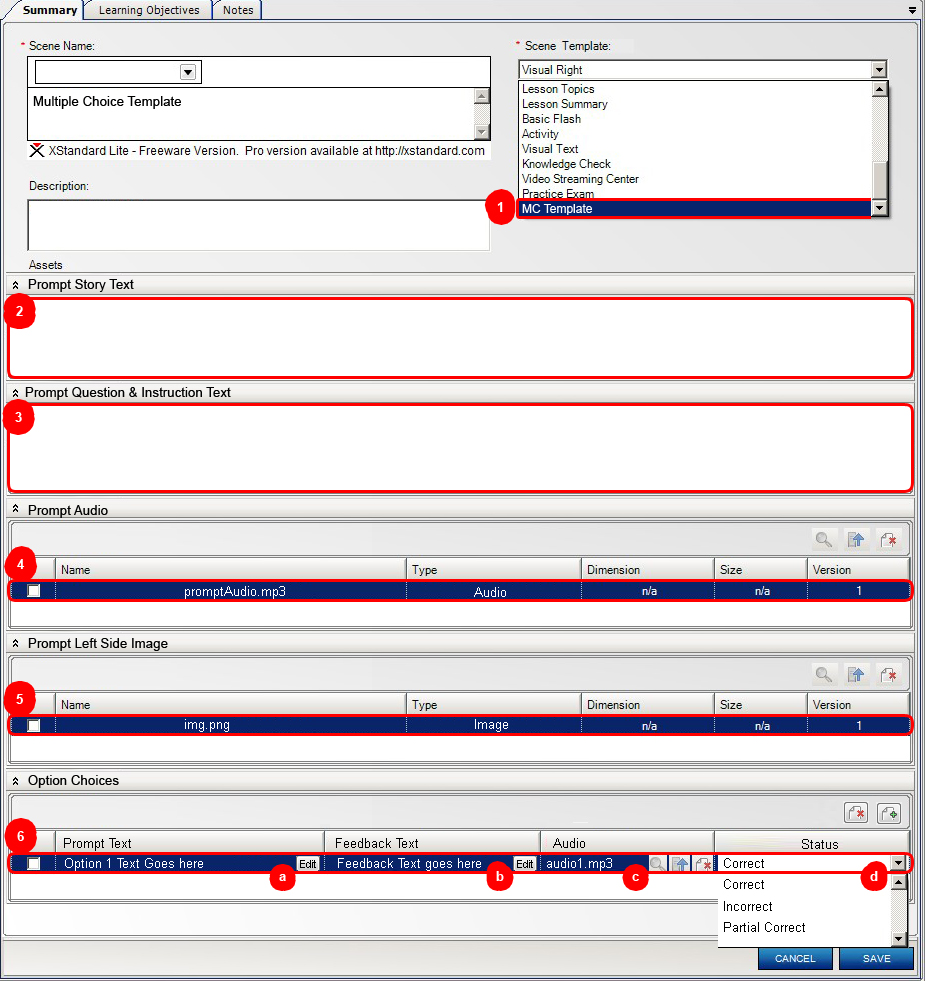 Summary Learning Objectives Notes
* Scene Name: * Scene Template:
Visual Right
Multiple Choice Template
Lesson Topics
Lesson Summary
Basic Flash
Activity
Visual Text
Knowledge Check
Video Streaming Center
Practice Exam
1 MC Template
XStandard Lite - Freeware Version. Pro version available at http://xstandard.com
Description:
Assets
Prompt Story Text
2
Prompt Question & Instruction Text
3
Prompt Audio
4
Name Type Dimension Size Version
promptAudio.mp3 Audio n/a n/a 1
Prompt Left Side Image
5
Name Type Dimension Size Version
img.png Image n/a n/a 1
Option Choices
6
Prompt Text Feedback Text Audio Status
Option 1 Text Goes here Edit Feedback Text goes here Edit audio1.mp3 Correct
a b c d
Correct
Incorrect
Partial Correct
CANCEL SAVE